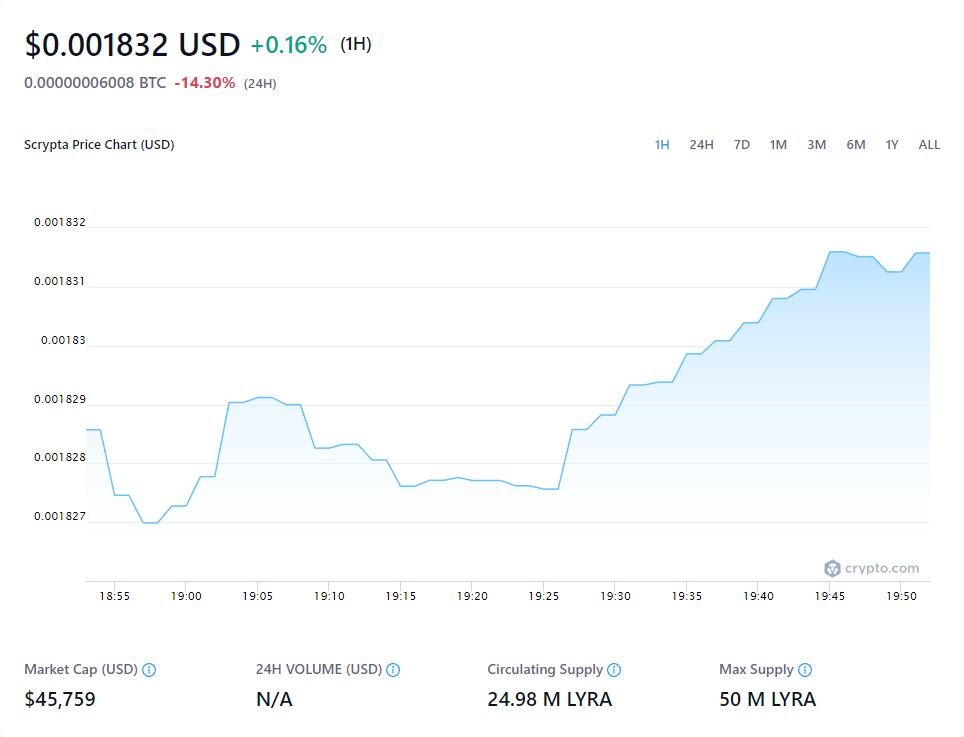 $0.001832 USD +0.16% (1H)
0.00000006008 BTC -14.30% (24H)
Scrypta Price Chart (USD)
1H 24H 7D 1M 3M 6M 1Y ALL
0.001832
0.001831
0.00183
0.001829
0.001828
0.001827
crypto.com
18:55 19:00 19:05 19:10 19:15 19:20 19:25 19:30 19:35 19:40 19:45 19:50
Market Cap (USD) 24H VOLUME (USD) Circulating Supply Max Supply
$45,759 N/A 24.98 M LYRA 50 M LYRA